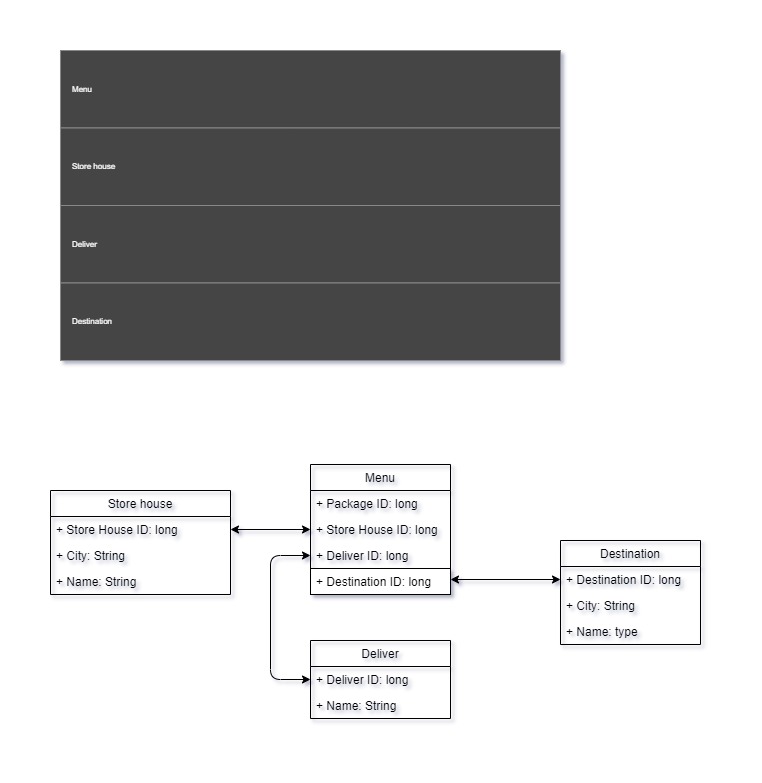 Menu
Store house
Deliver
Destination
Menu
+ Package ID: long
+ Store House ID: long
+ Deliver ID: long
+ Destination ID: long
Store house
+ Store House ID: long
+ City: String
+ Name: String
Destination
+ Destination ID: long
+ City: String
+ Name: type
Deliver
+ Deliver ID: long
+ Name: String